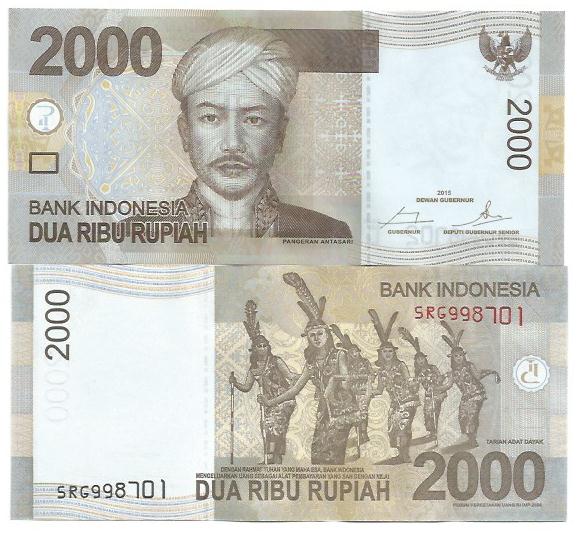 2000
2000
2015
DEWAN GUBERNUR
GUBERNUR
DEPUTI GUBERNUR SENIOR
BANK INDONESIA
DUA RIBU RUPIAH
PANGERAN ANTASARI
2000
BANK INDONESIA
SRG998701
TARIAN ADAT DAYAK
DENGAN RAHMAT TUHAN YANG MAHA ESA, BANK INDONESIA
MENGELUARKAN UANG SEBAGAI ALAT PEMBAYARAN YANG SAH DENGAN NILAI
SRG998701
DUA RIBU RUPIAH
2000